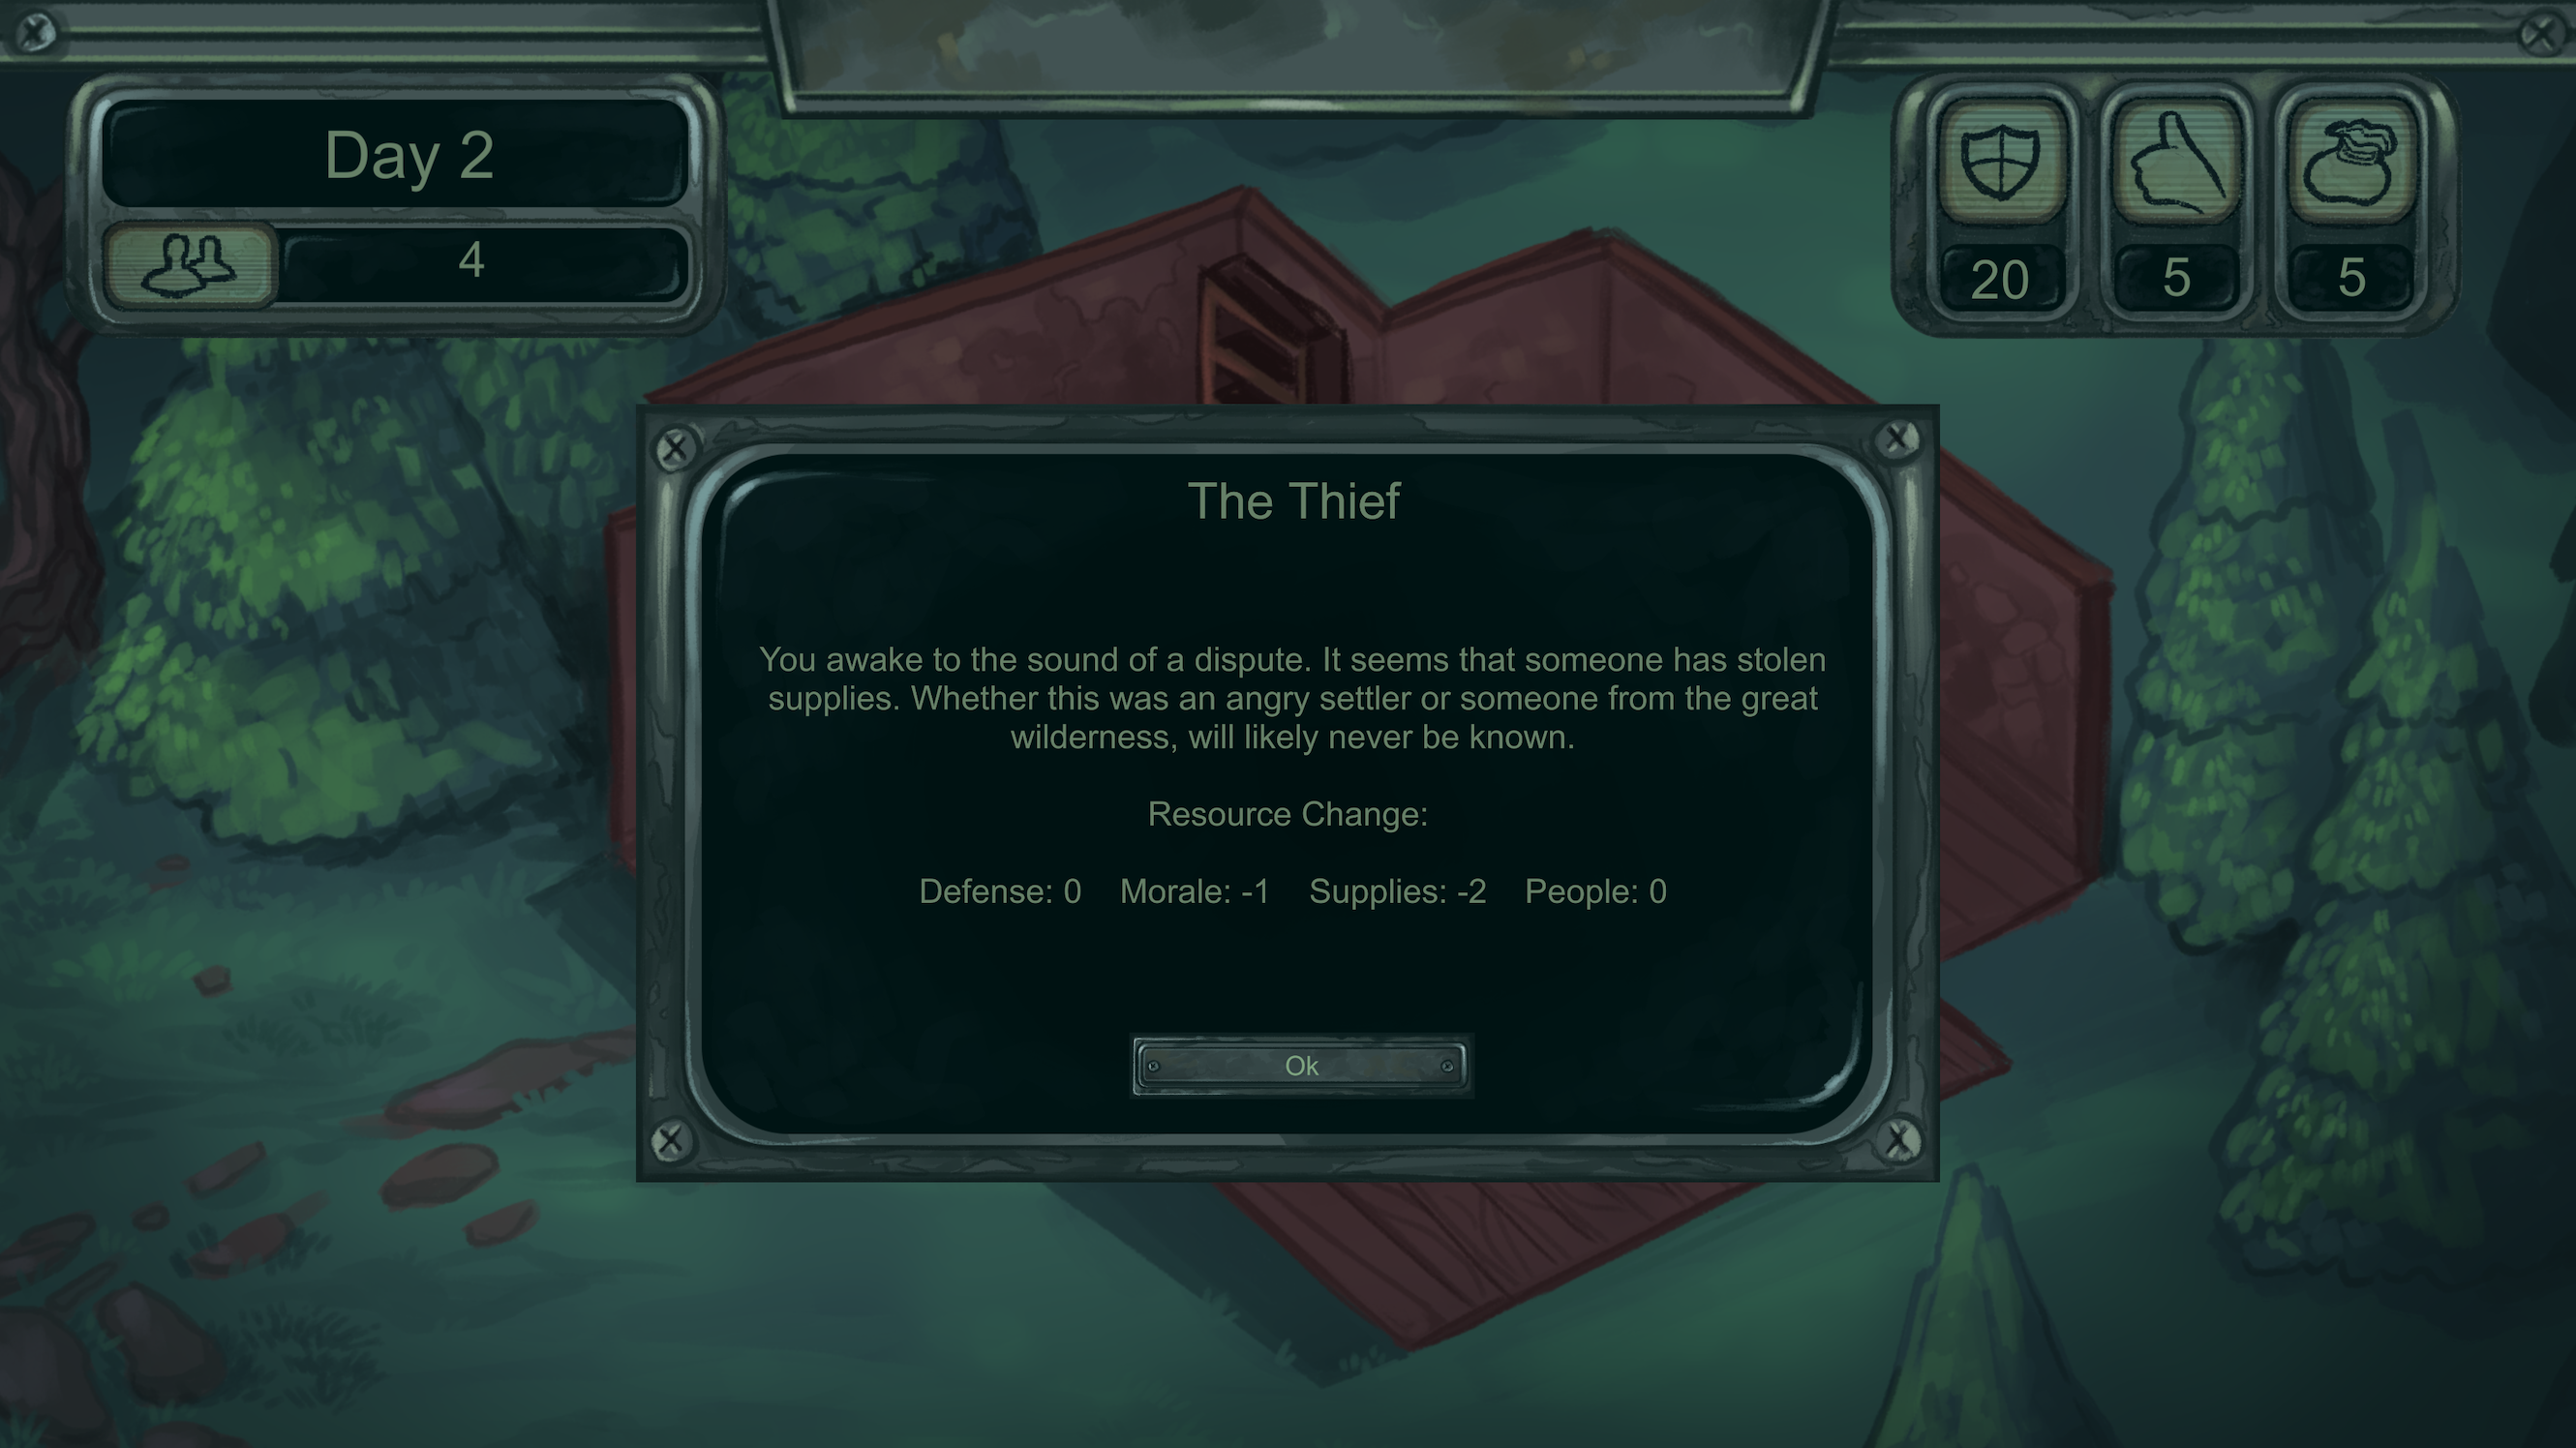 Day 2
4
20 5 5
The Thief
You awake to the sound of a dispute. It seems that someone has stolen
supplies. Whether this was an angry settler or someone from the great
wilderness, will likely never be known.
Resource Change:
Defense: 0 Morale: -1 Supplies: -2 People: 0
Ok